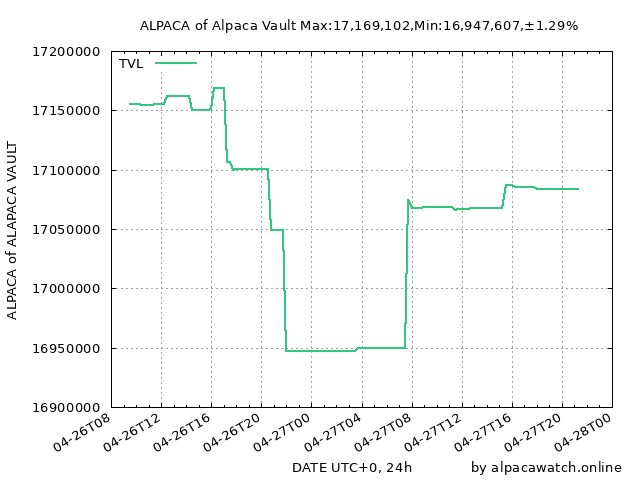 ALPACA of Alpaca Vault Max:17,169,102,Min:16,947,607,±1.29%
TVL
17200000
17150000
17100000
17050000
17000000
16950000
16900000
ALPACA of ALAPACA VAULT
04-26T08
04-26T12
04-26T16
04-26T20
04-27T00
04-27T04
04-27T08
04-27T12
04-27T16
04-27T20
04-28T00
DATE UTC+0, 24h
by alpacawatch.online